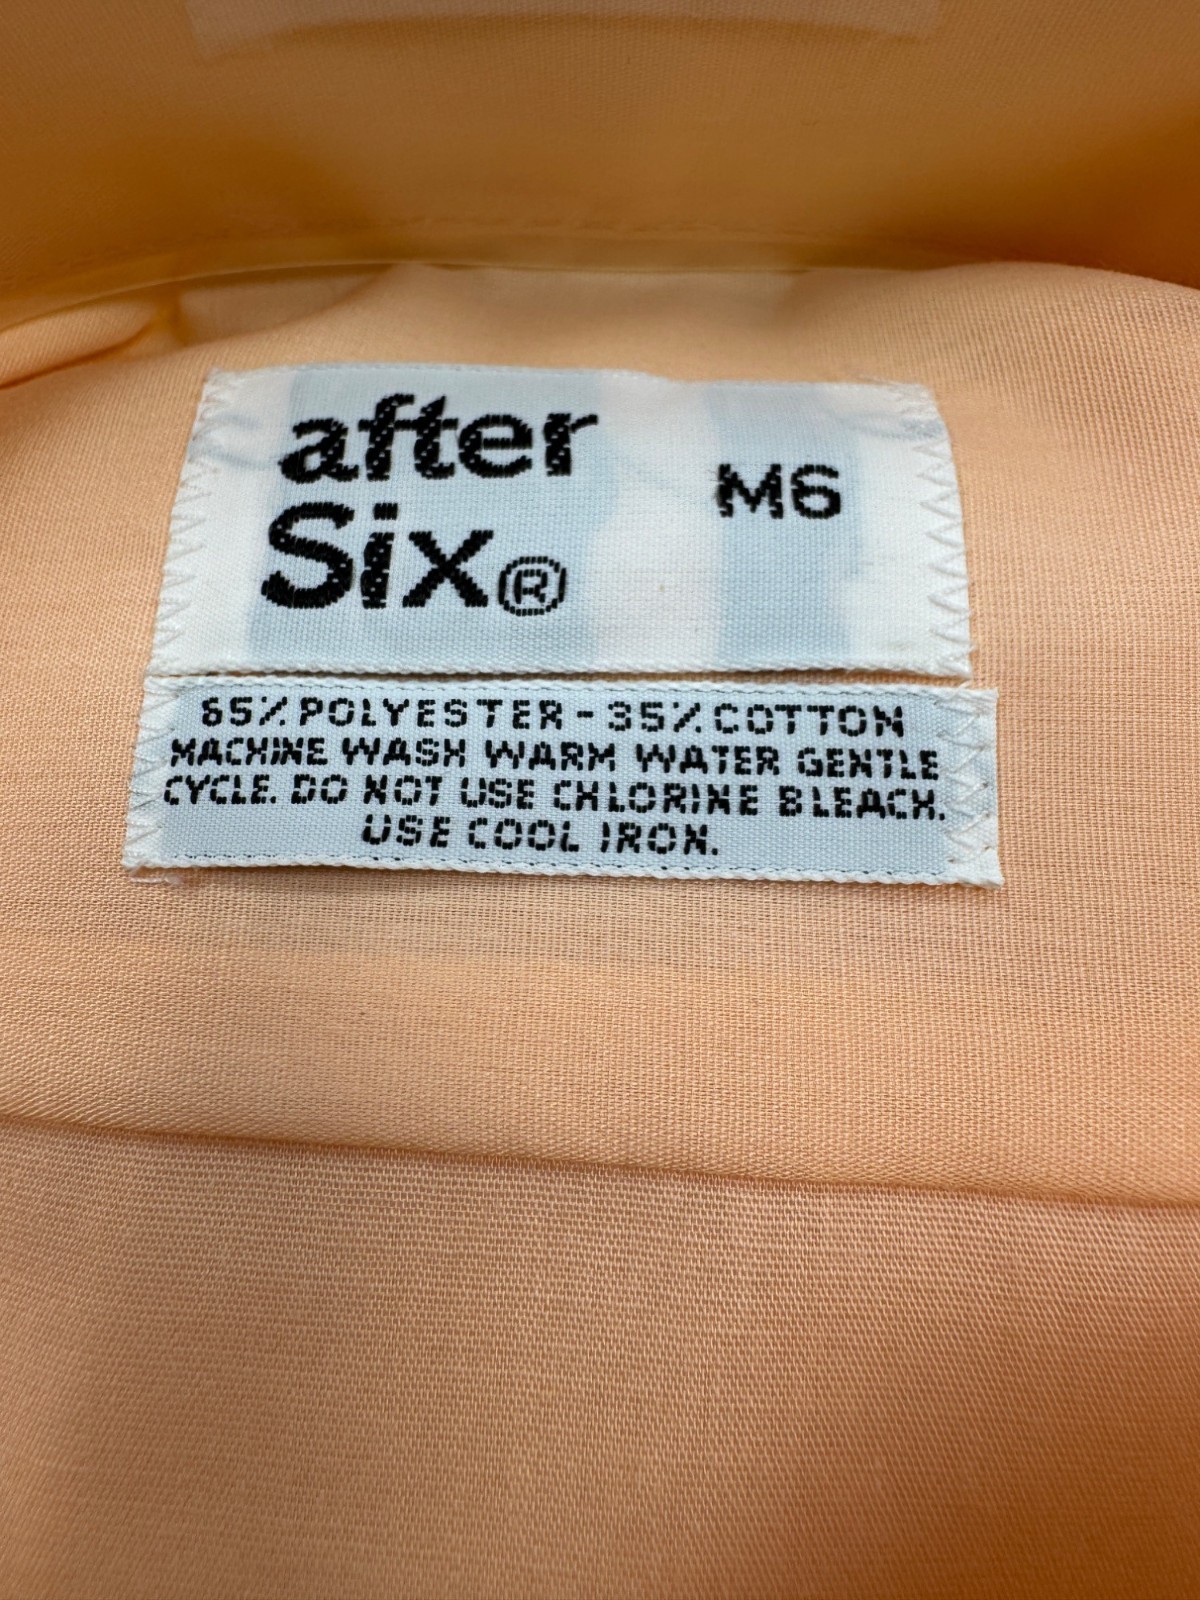 after
Six®
M6
65% POLYESTER - 35% COTTON
MACHINE WASH WARM WATER GENTLE
CYCLE. DO NOT USE CHLORINE BLEACH.
USE COOL IRON.